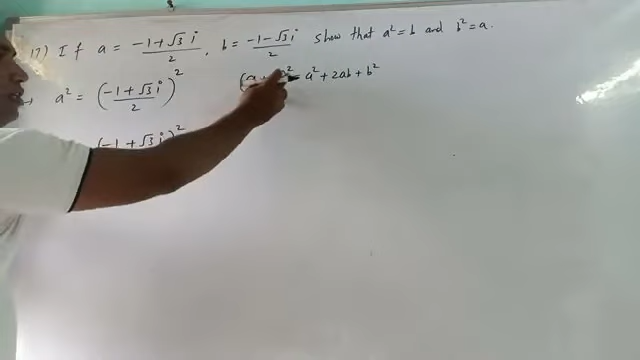 17) If a = (-1+√3 i)/2 , b = (-1-√3 i)/2 show that a² = b and b² = a.
→ a² = ((-1+√3 i)/2)²
² = a² + 2ab + b²
(-1+√3 i)²